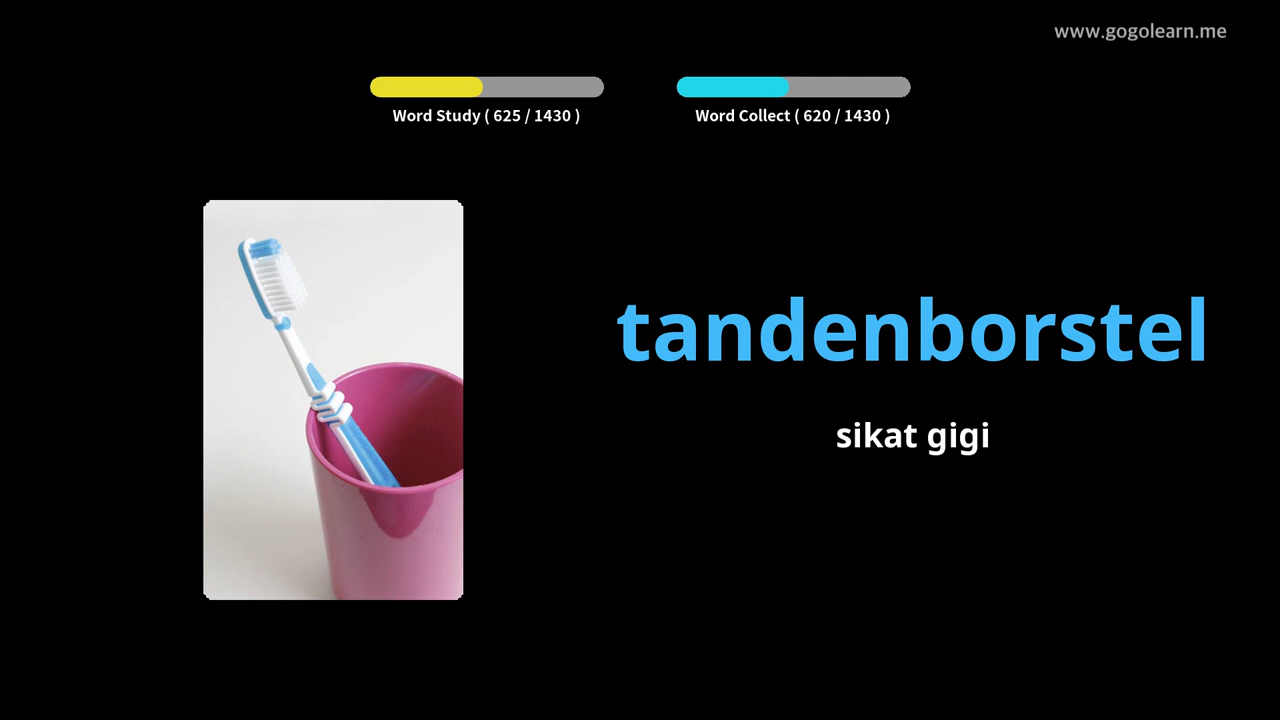 www.gogolearn.me
Word Study ( 625 / 1430 )
Word Collect ( 620 / 1430 )
tandenborstel
sikat gigi